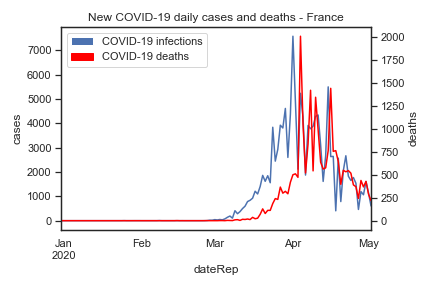 New COVID-19 daily cases and deaths - France
COVID-19 infections
COVID-19 deaths
7000
6000
5000
4000
3000
2000
1000
0
cases
2000
1750
1500
1250
1000
750
500
250
0
deaths
Jan Feb Mar Apr May
2020
dateRep